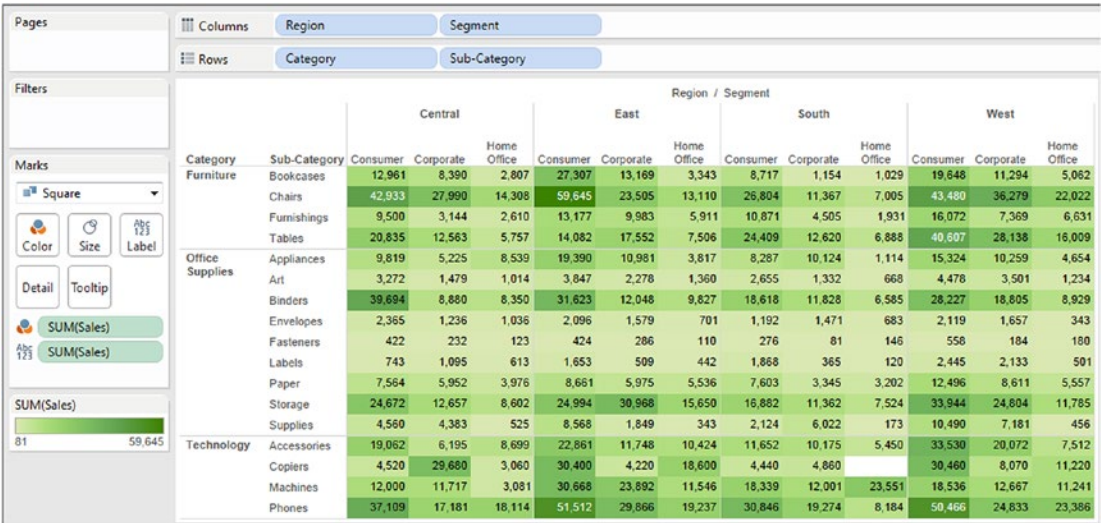 Pages
Columns Region Segment
Rows Category Sub-Category
Filters
Marks
Square
Color Size Abc 123 Label
Detail Tooltip
SUM(Sales)
Abc 123 SUM(Sales)
SUM(Sales)
81 59,645
Region / Segment
Central East South West
Category Sub-Category Consumer Corporate Home Office Consumer Corporate Home Office Consumer Corporate Home Office Consumer Corporate Home Office
Furniture Bookcases 12,961 8,390 2,807 27,307 13,169 3,343 8,717 1,154 1,029 19,648 11,294 5,062
Chairs 42,933 27,990 14,308 59,645 23,505 13,110 26,804 11,367 7,005 43,480 36,279 22,022
Furnishings 9,500 3,144 2,610 13,177 9,983 5,911 10,871 4,505 1,931 16,072 7,369 6,631
Tables 20,835 12,563 5,757 14,082 17,552 7,506 24,409 12,620 6,888 40,607 28,138 16,009
Office Supplies Appliances 9,819 5,225 8,539 19,390 10,981 3,817 8,287 10,124 1,114 15,324 10,259 4,654
Art 3,272 1,479 1,014 3,847 2,278 1,360 2,655 1,332 668 4,478 3,501 1,234
Binders 39,694 8,880 8,350 31,623 12,048 9,827 18,618 11,828 6,585 28,227 18,805 8,929
Envelopes 2,365 1,236 1,036 2,096 1,579 701 1,192 1,471 683 2,119 1,657 343
Fasteners 422 232 123 424 286 110 276 81 146 558 184 180
Labels 743 1,095 613 1,653 509 442 1,868 365 120 2,445 2,133 501
Paper 7,564 5,952 3,976 8,661 5,975 5,536 7,603 3,345 3,202 12,496 8,611 5,557
Storage 24,672 12,657 8,602 24,994 30,968 15,650 16,882 11,362 7,524 33,944 24,804 11,785
Supplies 4,560 4,383 525 8,568 1,849 343 2,124 6,022 173 10,490 7,181 456
Technology Accessories 19,062 6,195 8,699 22,861 11,748 10,424 11,652 10,175 5,450 33,530 20,072 7,512
Copiers 4,520 29,680 3,060 30,400 4,220 18,600 4,440 4,860 30,460 8,070 11,220
Machines 12,000 11,717 3,081 30,668 23,892 11,546 18,339 12,001 23,551 18,536 12,667 11,241
Phones 37,109 17,181 18,114 51,512 29,866 19,237 30,846 19,274 8,184 50,466 24,833 23,386